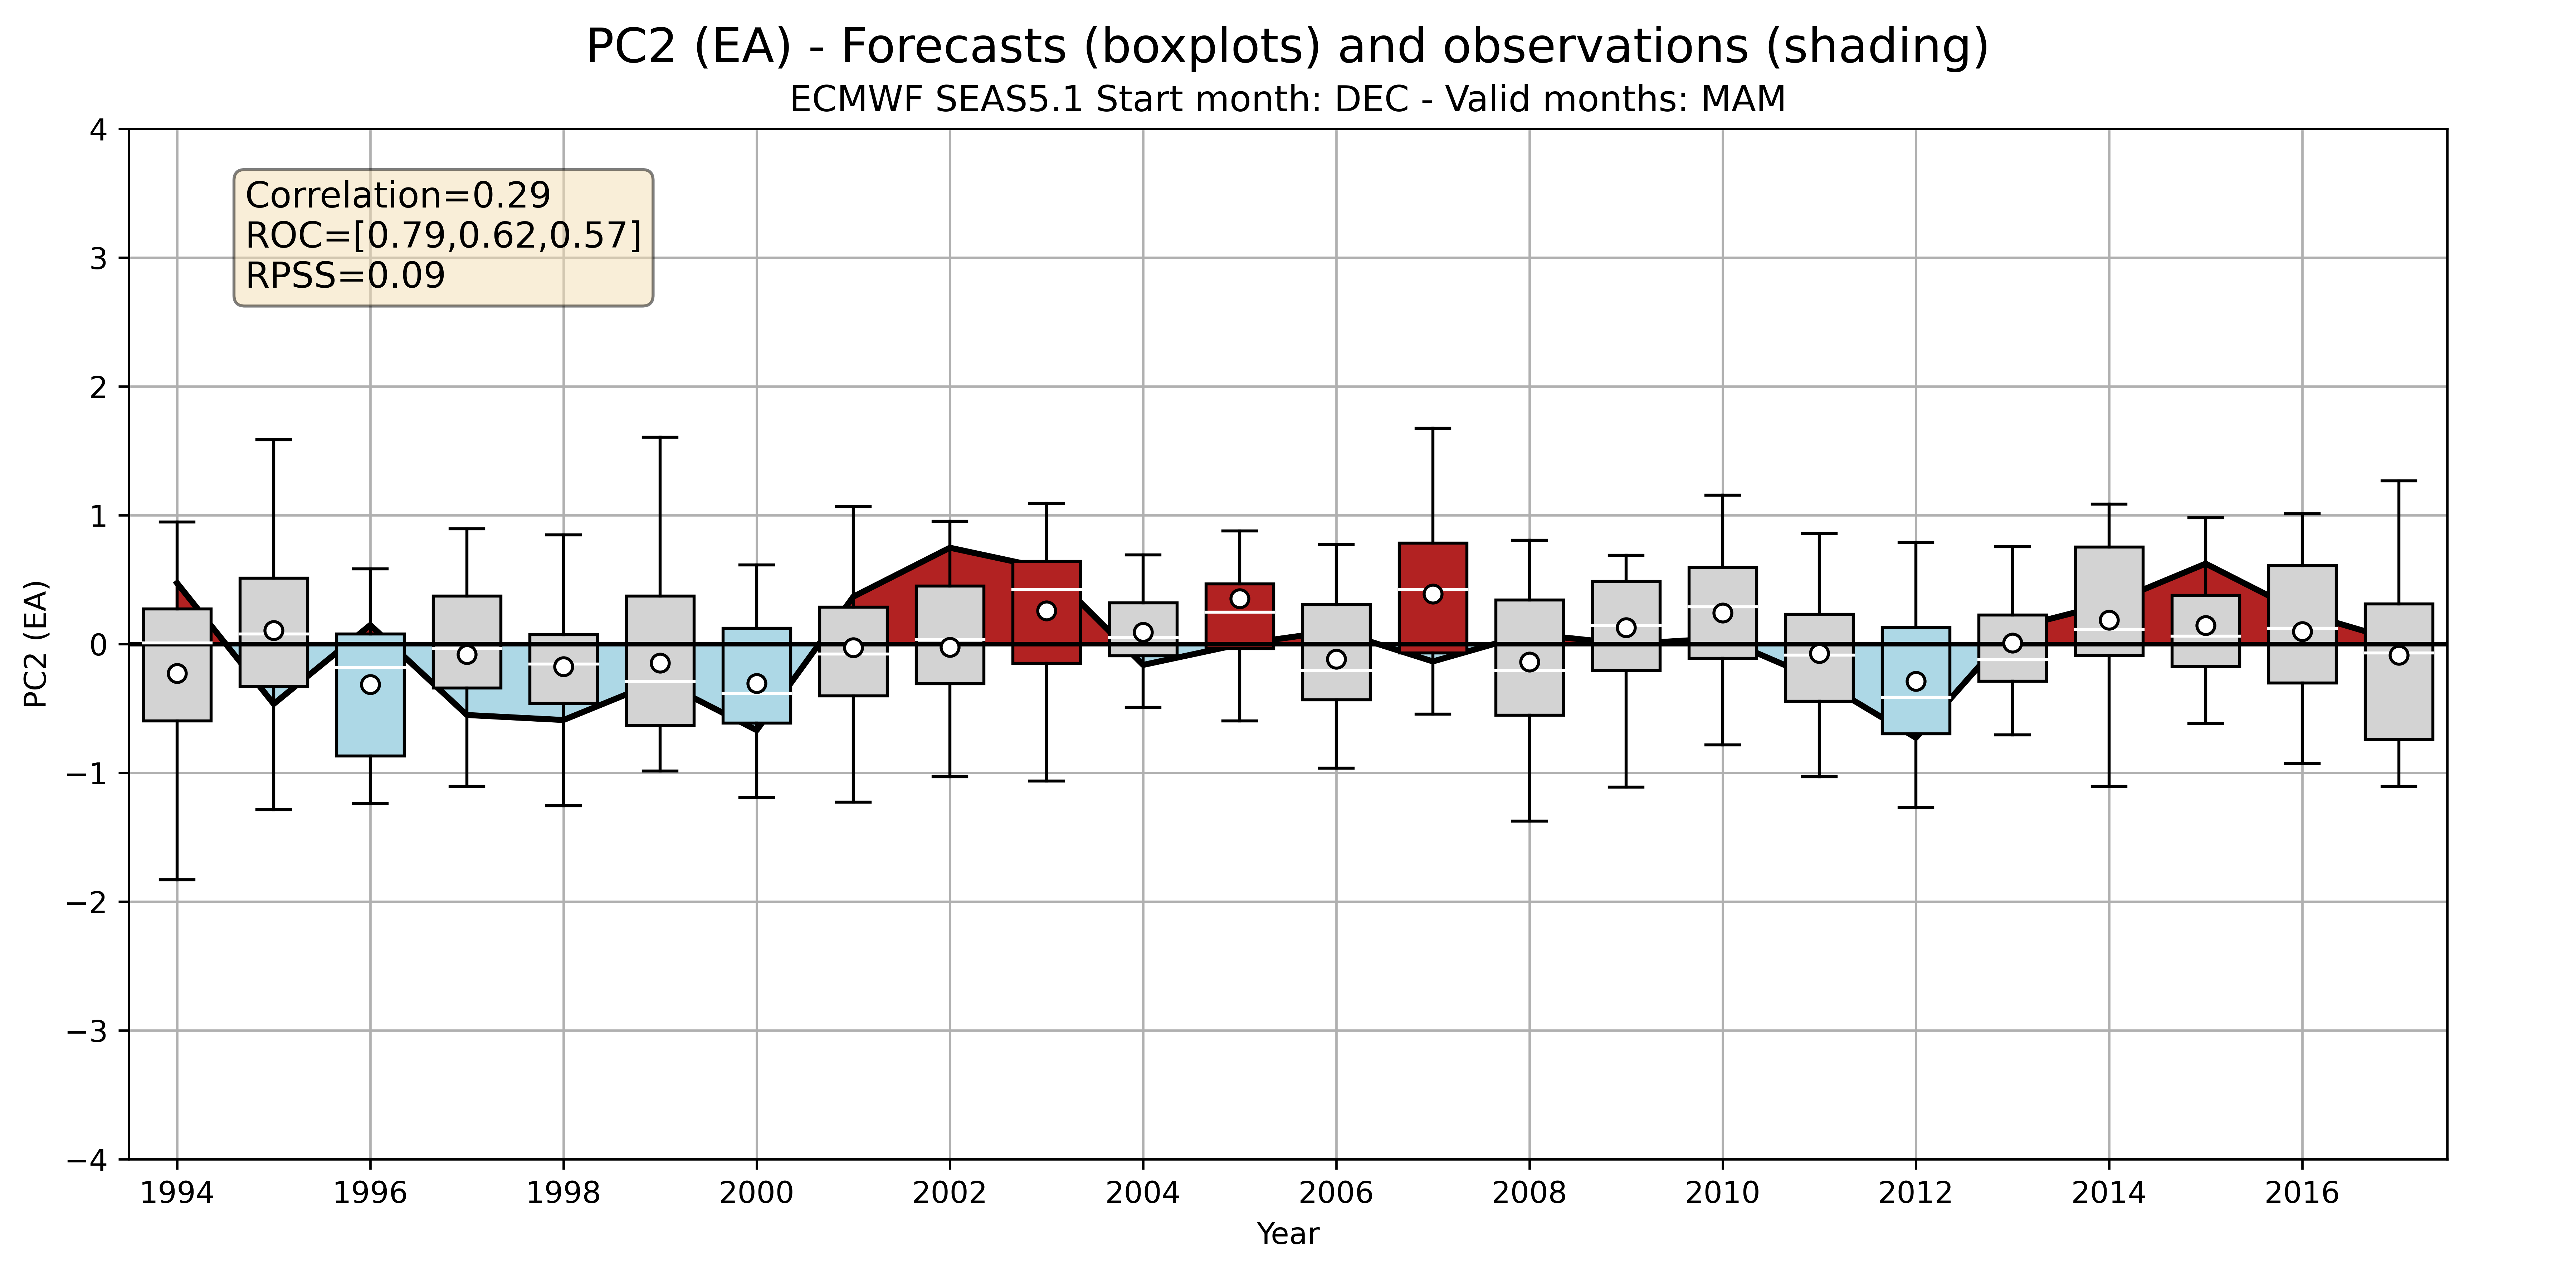 PC2 (EA) - Forecasts (boxplots) and observations (shading)
ECMWF SEAS5.1 Start month: DEC - Valid months: MAM
Correlation=0.29
ROC=[0.79,0.62,0.57]
RPSS=0.09
PC2 (EA)
4
3
2
1
0
−1
−2
−3
−4
1994 1996 1998 2000 2002 2004 2006 2008 2010 2012 2014 2016
Year